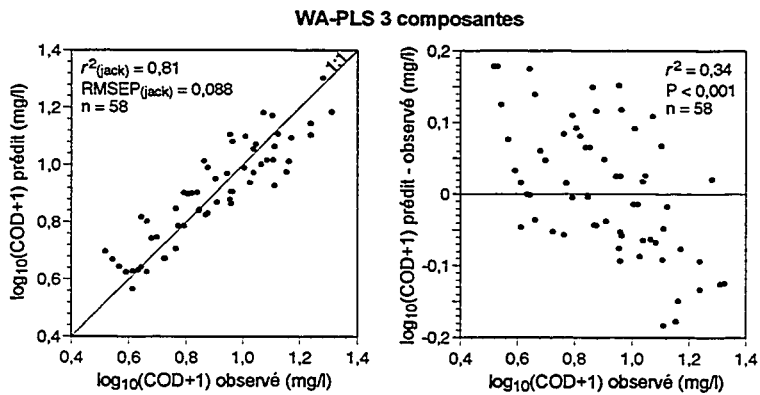 WA-PLS 3 composantes
1,4
1,2
1,0
0,8
0,6
0,4
log10(COD+1) prédit (mg/l)
r²(jack) = 0,81
RMSEP(jack) = 0,088
n = 58
1:1
0,4 0,6 0,8 1,0 1,2 1,4
log10(COD+1) observé (mg/l)
0,2
0,1
0
-0,1
-0,2
log10(COD+1) prédit - observé (mg/l)
r² = 0,34
P < 0,001
n = 58
0,4 0,6 0,8 1,0 1,2 1,4
log10(COD+1) observé (mg/l)